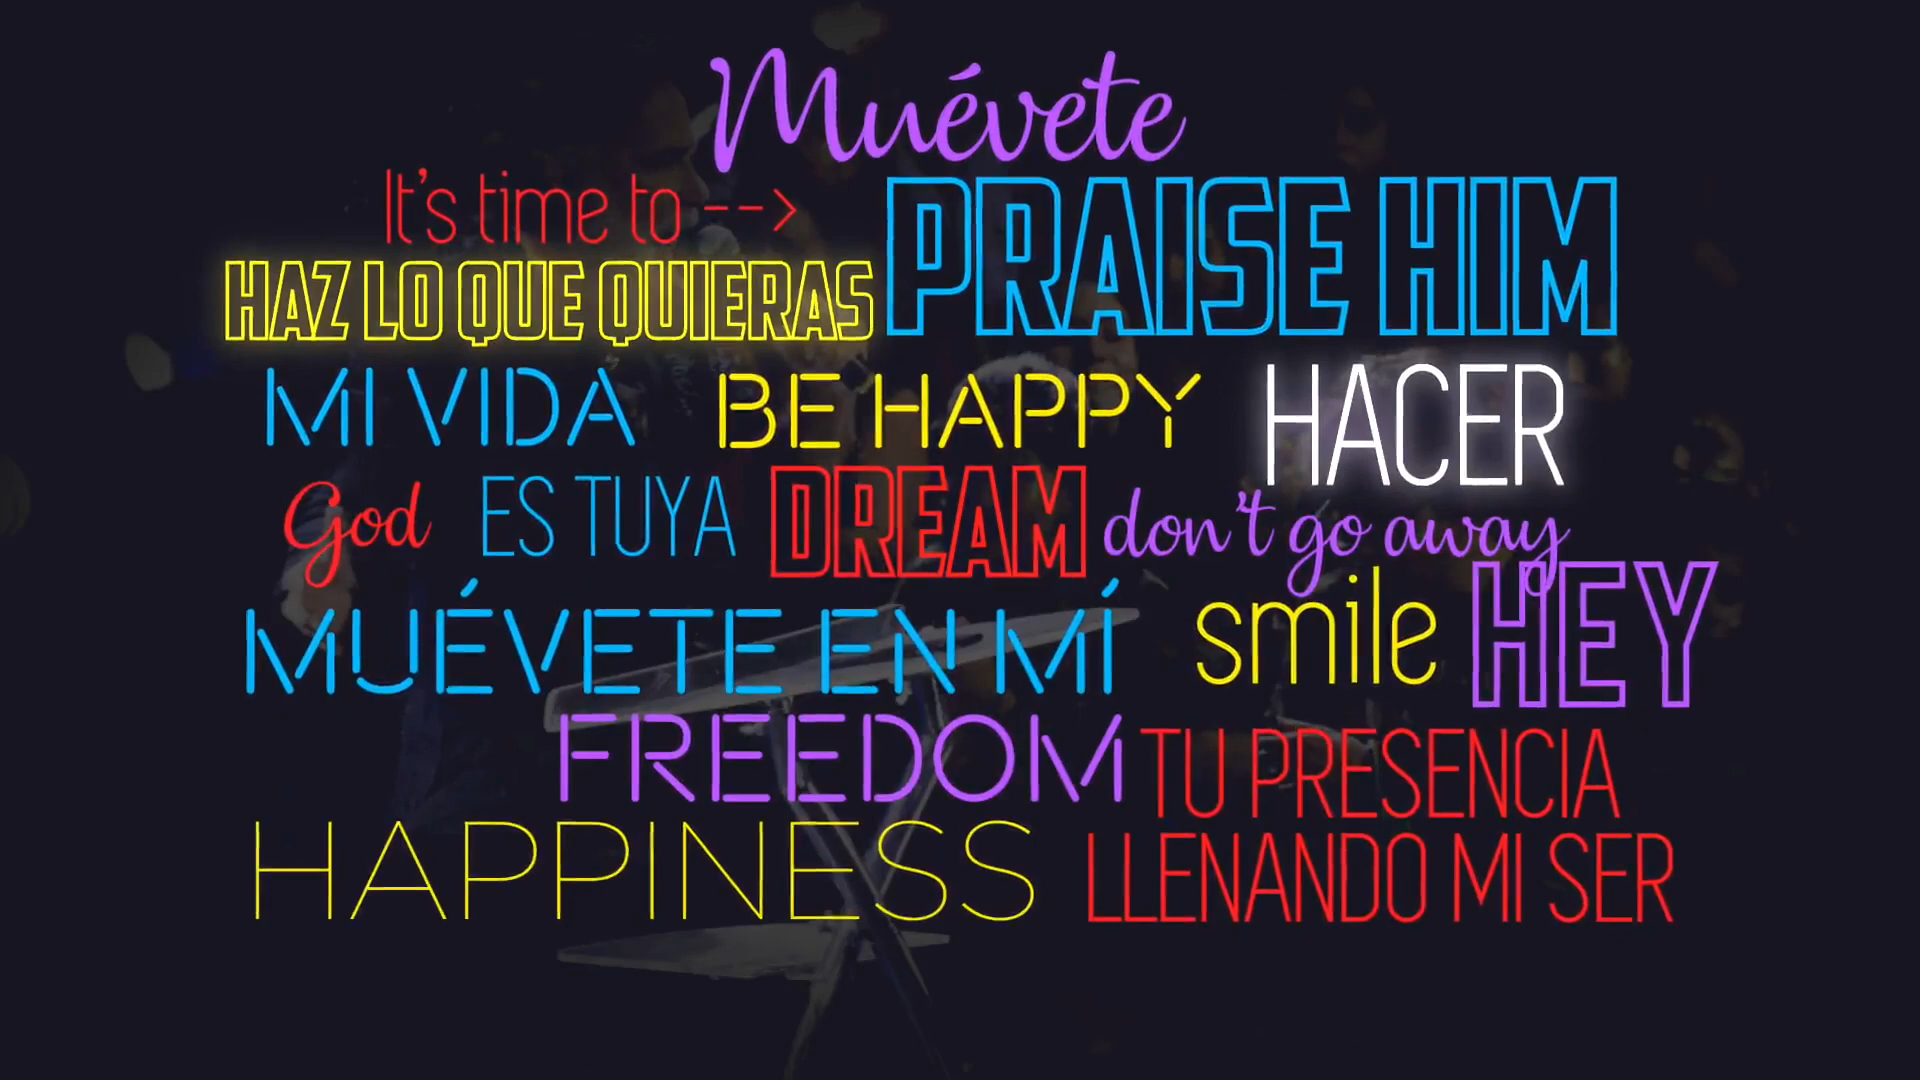 Muévete
It's time to --> PRAISE HIM
HAZ LO QUE QUIERAS
MI VIDA BE HAPPY HACER
God ES TUYA DREAM don't go away
MUÉVETE EN MÍ smile HEY
FREEDOM TU PRESENCIA
HAPPINESS LLENANDO MI SER